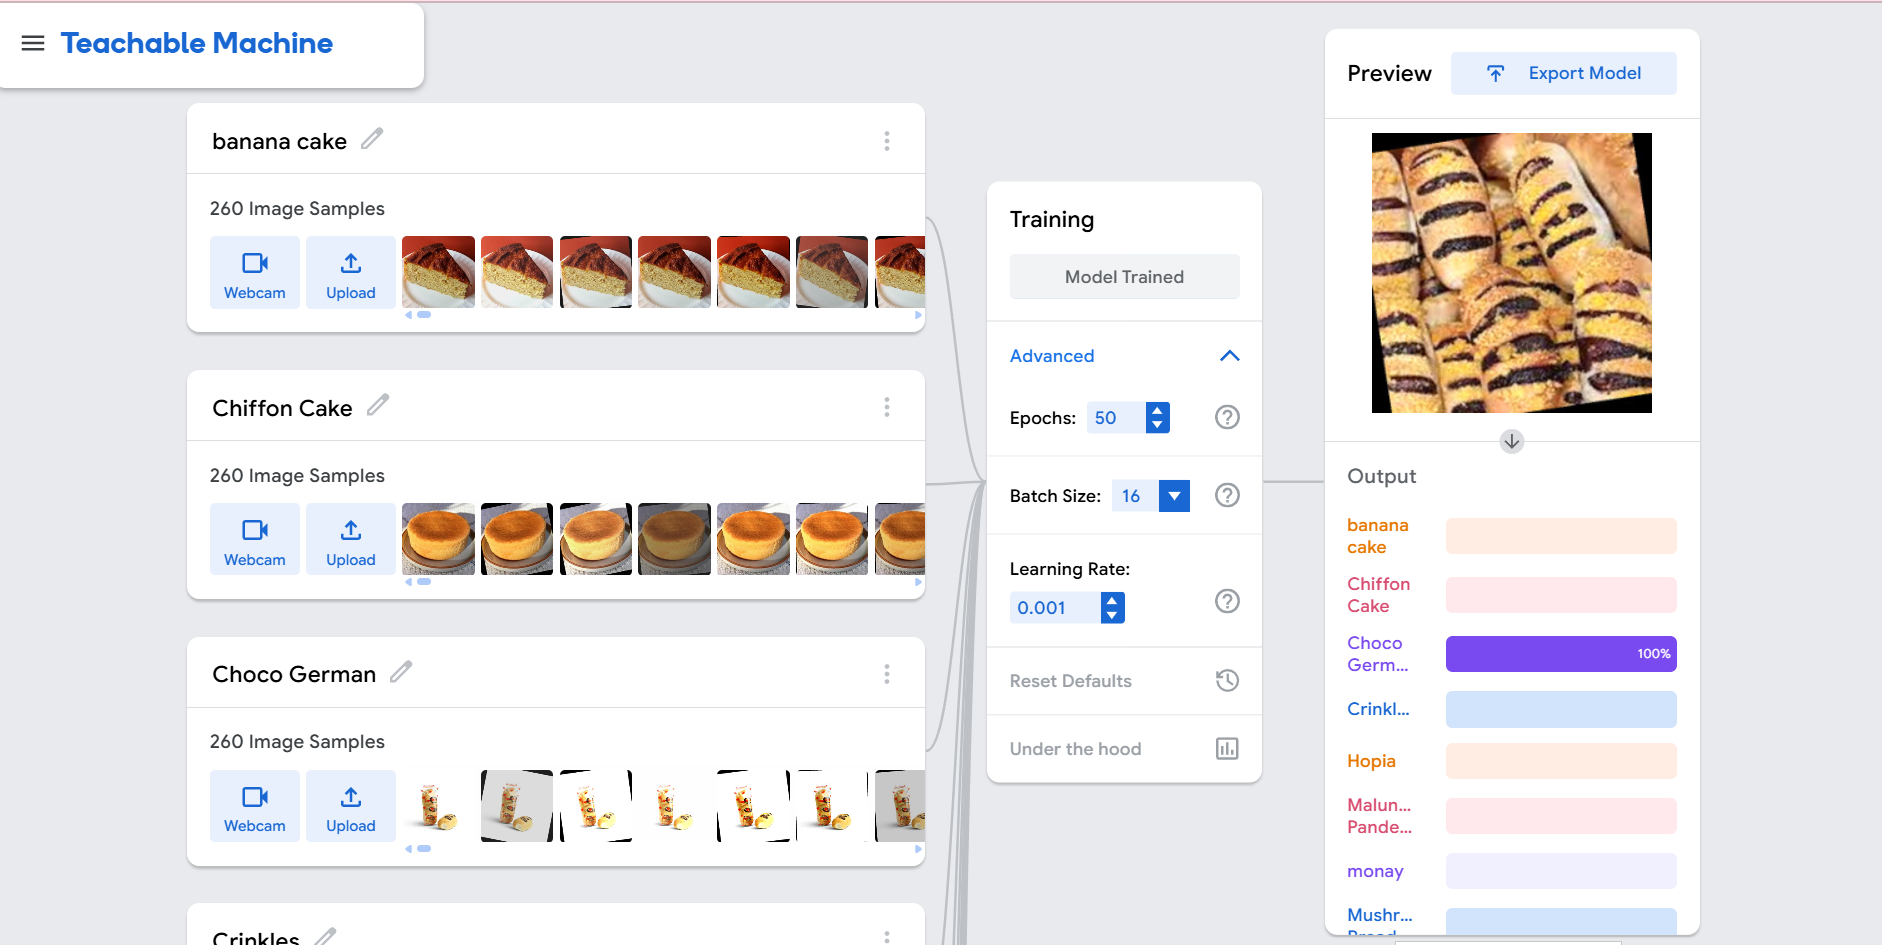 Teachable Machine
banana cake
260 Image Samples
Webcam
Upload
Chiffon Cake
260 Image Samples
Webcam
Upload
Choco German
260 Image Samples
Webcam
Upload
Crinkles
Training
Model Trained
Advanced
Epochs: 50
Batch Size: 16
Learning Rate:
0.001
Reset Defaults
Under the hood
Preview
Export Model
Output
banana
cake
Chiffon
Cake
Choco
Germ...
100%
Crinkl...
Hopia
Malun...
Pande...
monay
Mushr...
Bread